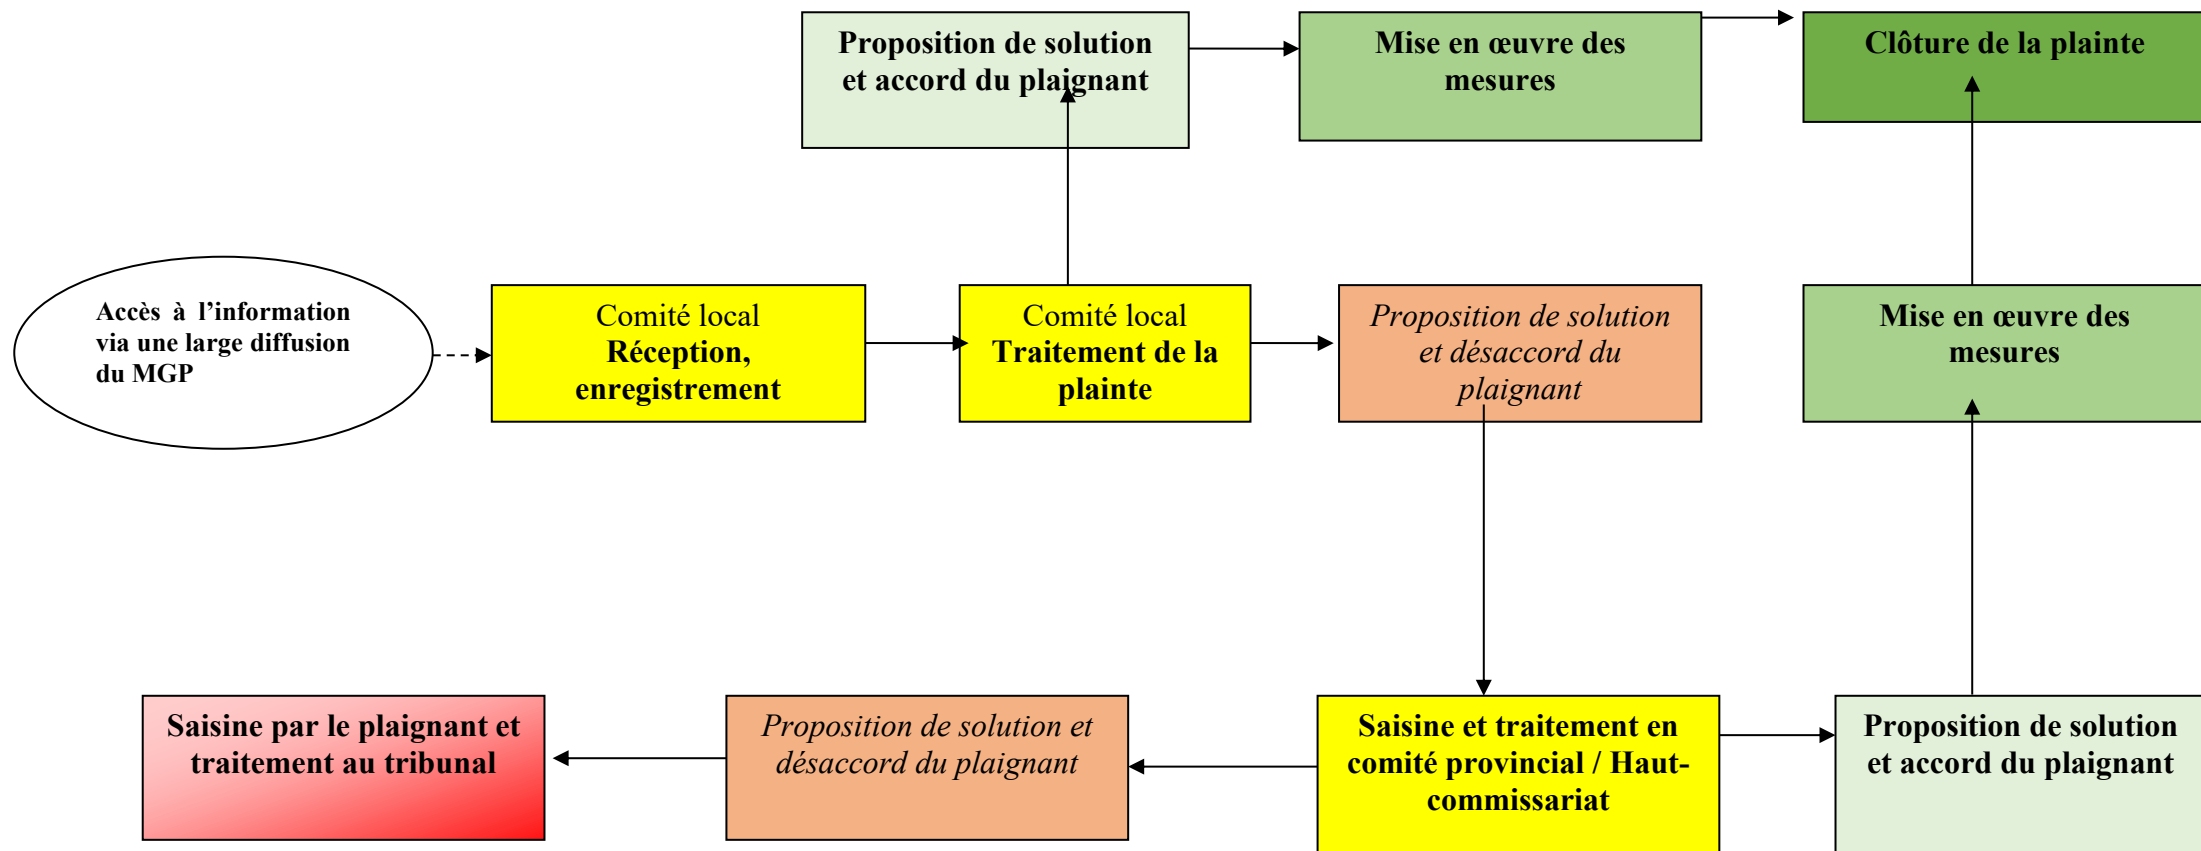 Proposition de solution
et accord du plaignant
Mise en œuvre des
mesures
Clôture de la plainte
Accès à l’information
via une large diffusion
du MGP
Comité local
Réception,
enregistrement
Comité local
Traitement de la
plainte
Proposition de solution
et désaccord du
plaignant
Mise en œuvre des
mesures
Saisine par le plaignant et
traitement au tribunal
Proposition de solution et
désaccord du plaignant
Saisine et traitement en
comité provincial / Haut-
commissariat
Proposition de solution
et accord du plaignant